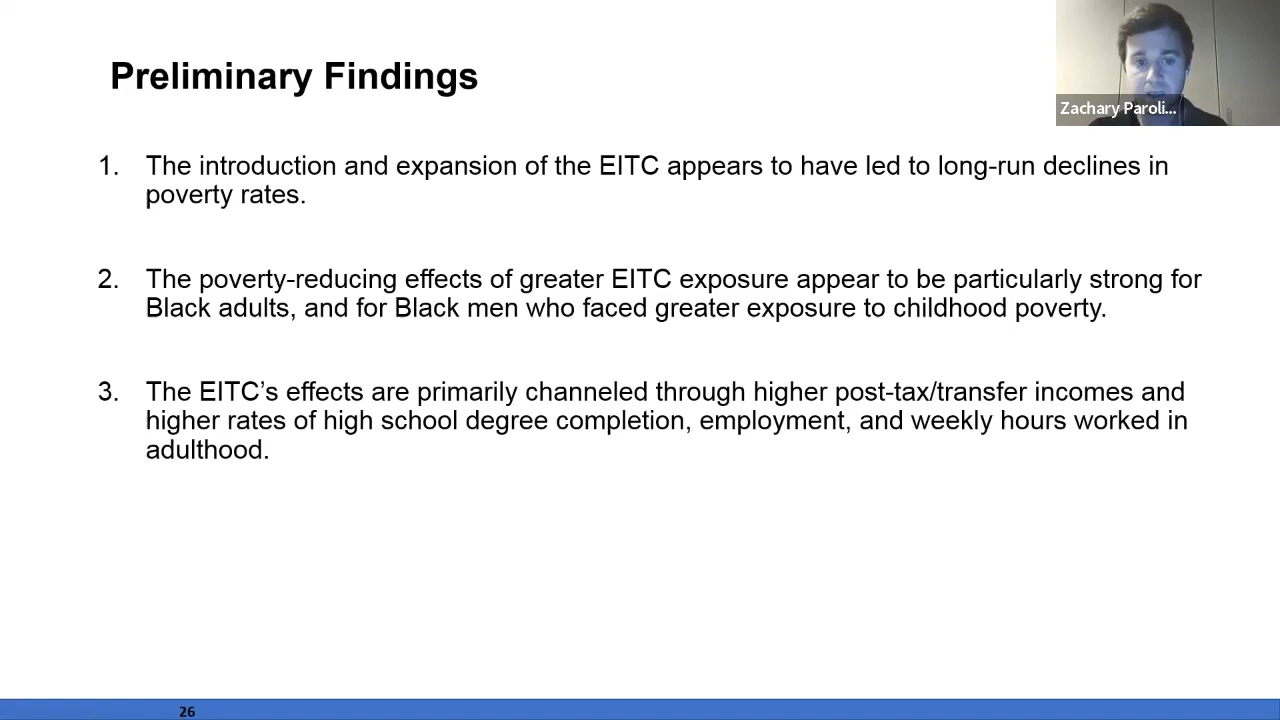 Preliminary Findings
Zachary Paroli...
1. The introduction and expansion of the EITC appears to have led to long-run declines in
poverty rates.
2. The poverty-reducing effects of greater EITC exposure appear to be particularly strong for
Black adults, and for Black men who faced greater exposure to childhood poverty.
3. The EITC’s effects are primarily channeled through higher post-tax/transfer incomes and
higher rates of high school degree completion, employment, and weekly hours worked in
adulthood.
26